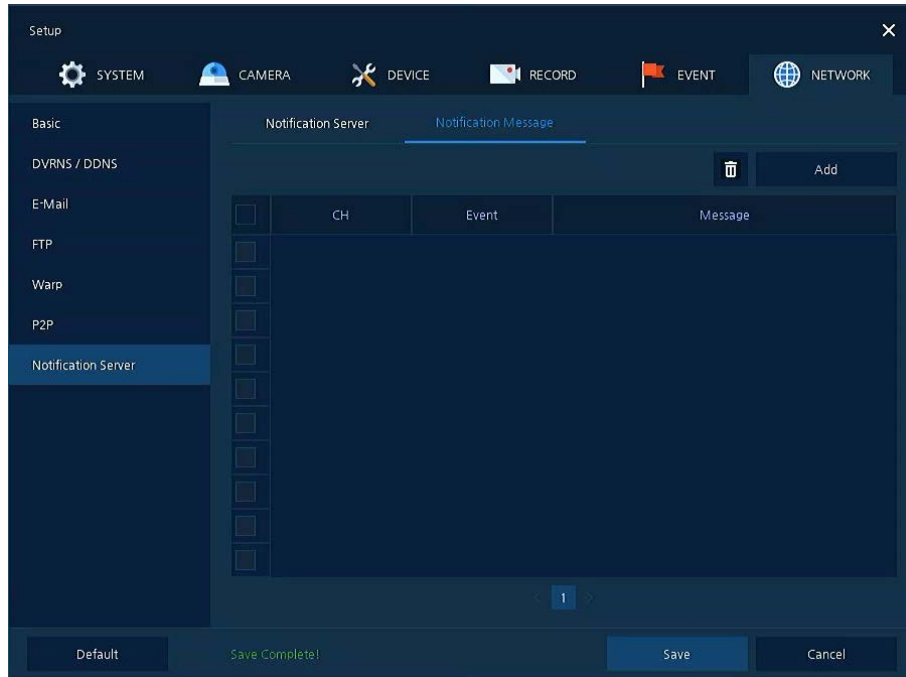 Setup
SYSTEM CAMERA DEVICE RECORD EVENT NETWORK
Basic
DVRNS / DDNS
E-Mail
FTP
Warp
P2P
Notification Server
Notification Server Notification Message
Add
CH Event Message
1
Default Save Complete! Save Cancel